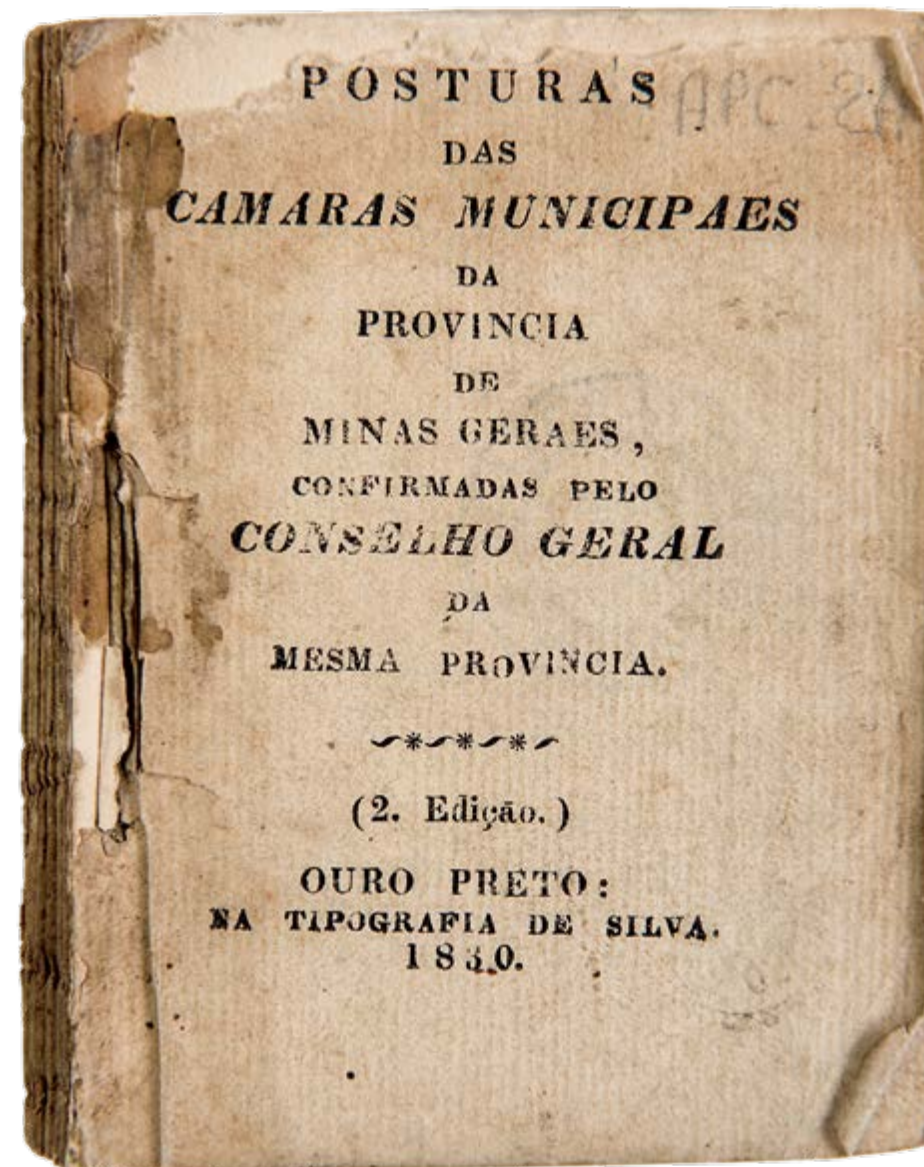 POSTURAS
DAS
CAMARAS MUNICIPAES
DA
PROVINCIA
DE
MINAS GERAES,
CONFIRMADAS PELO
CONSELHO GERAL
DA
MESMA PROVINCIA.
(2. Edição.)
OURO PRETO:
NA TIPOGRAFIA DE SILVA.
1830.